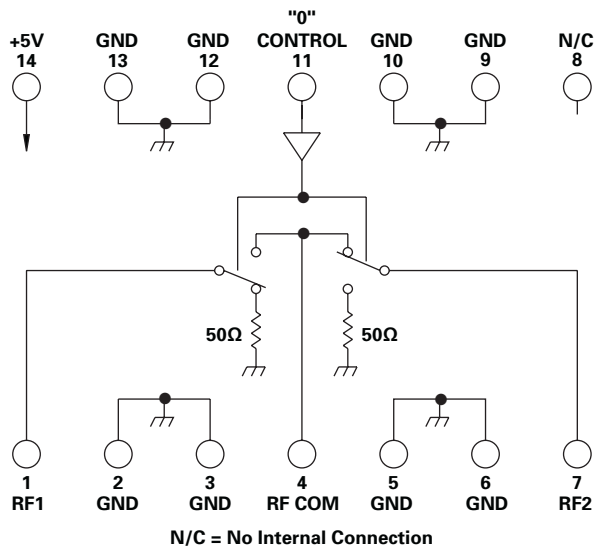 "0"
+5V GND GND CONTROL GND GND N/C
14 13 12 11 10 9 8
50Ω 50Ω
1 2 3 4 5 6 7
RF1 GND GND RF COM GND GND RF2
N/C = No Internal Connection